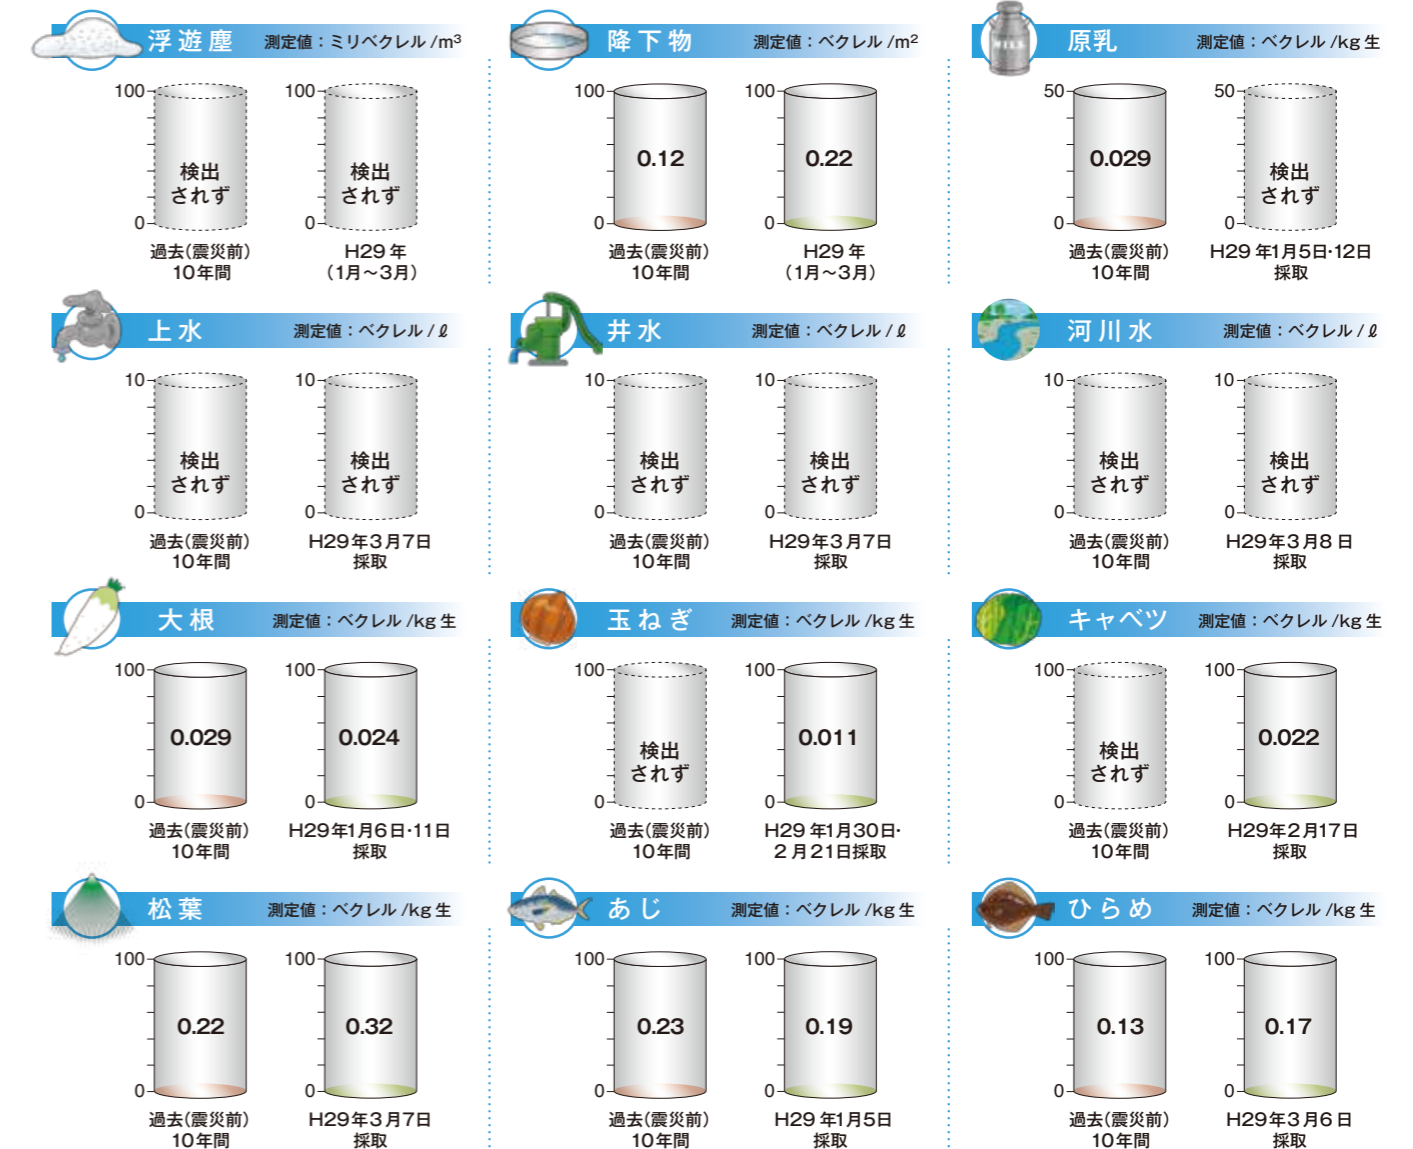 浮遊塵 測定値：ミリベクレル/m³
100 100
検出 検出
されず されず
0 0
過去(震災前) H29年
10年間 (1月～3月)
降下物 測定値：ベクレル/m²
100 100
0.12 0.22
0 0
過去(震災前) H29年
10年間 (1月～3月)
原乳 測定値：ベクレル/kg生
MILK
50 50
0.029 検出
されず
0 0
過去(震災前) H29年1月5日・12日
10年間 採取
上水 測定値：ベクレル/ℓ
10 10
検出 検出
されず されず
0 0
過去(震災前) H29年3月7日
10年間 採取
井水 測定値：ベクレル/ℓ
10 10
検出 検出
されず されず
0 0
過去(震災前) H29年3月7日
10年間 採取
河川水 測定値：ベクレル/ℓ
10 10
検出 検出
されず されず
0 0
過去(震災前) H29年3月8日
10年間 採取
大根 測定値：ベクレル/kg生
100 100
0.029 0.024
0 0
過去(震災前) H29年1月6日・11日
10年間 採取
玉ねぎ 測定値：ベクレル/kg生
100 100
検出 0.011
されず
0 0
過去(震災前) H29年1月30日・
10年間 2月21日採取
キャベツ 測定値：ベクレル/kg生
100 100
検出 0.022
されず
0 0
過去(震災前) H29年2月17日
10年間 採取
松葉 測定値：ベクレル/kg生
100 100
0.22 0.32
0 0
過去(震災前) H29年3月7日
10年間 採取
あじ 測定値：ベクレル/kg生
100 100
0.23 0.19
0 0
過去(震災前) H29年1月5日
10年間 採取
ひらめ 測定値：ベクレル/kg生
100 100
0.13 0.17
0 0
過去(震災前) H29年3月6日
10年間 採取